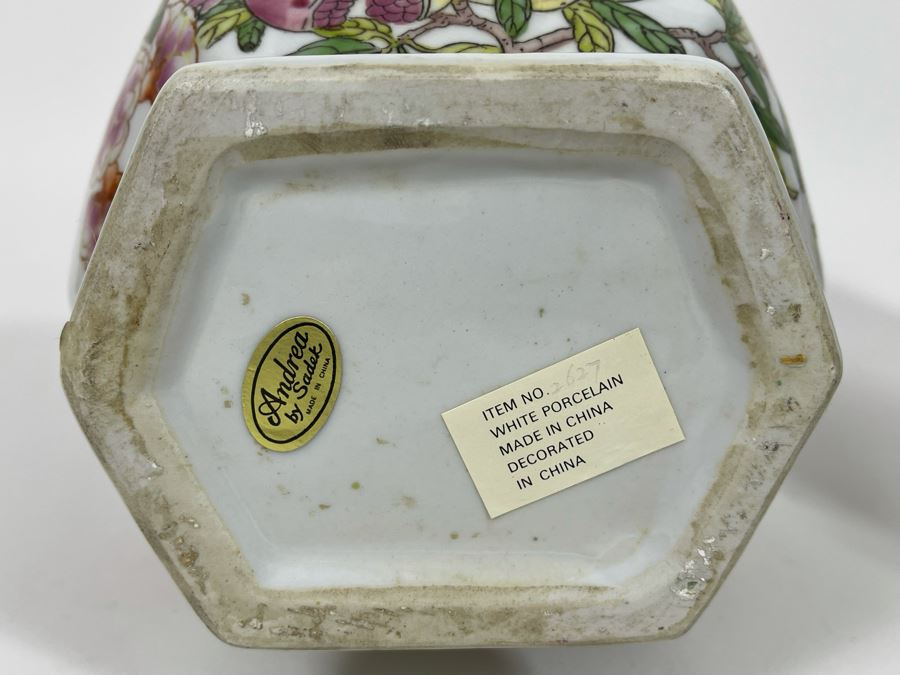 Andrea
by Sadek
MADE IN CHINA
ITEM NO. 2627
WHITE PORCELAIN
MADE IN CHINA
DECORATED
IN CHINA